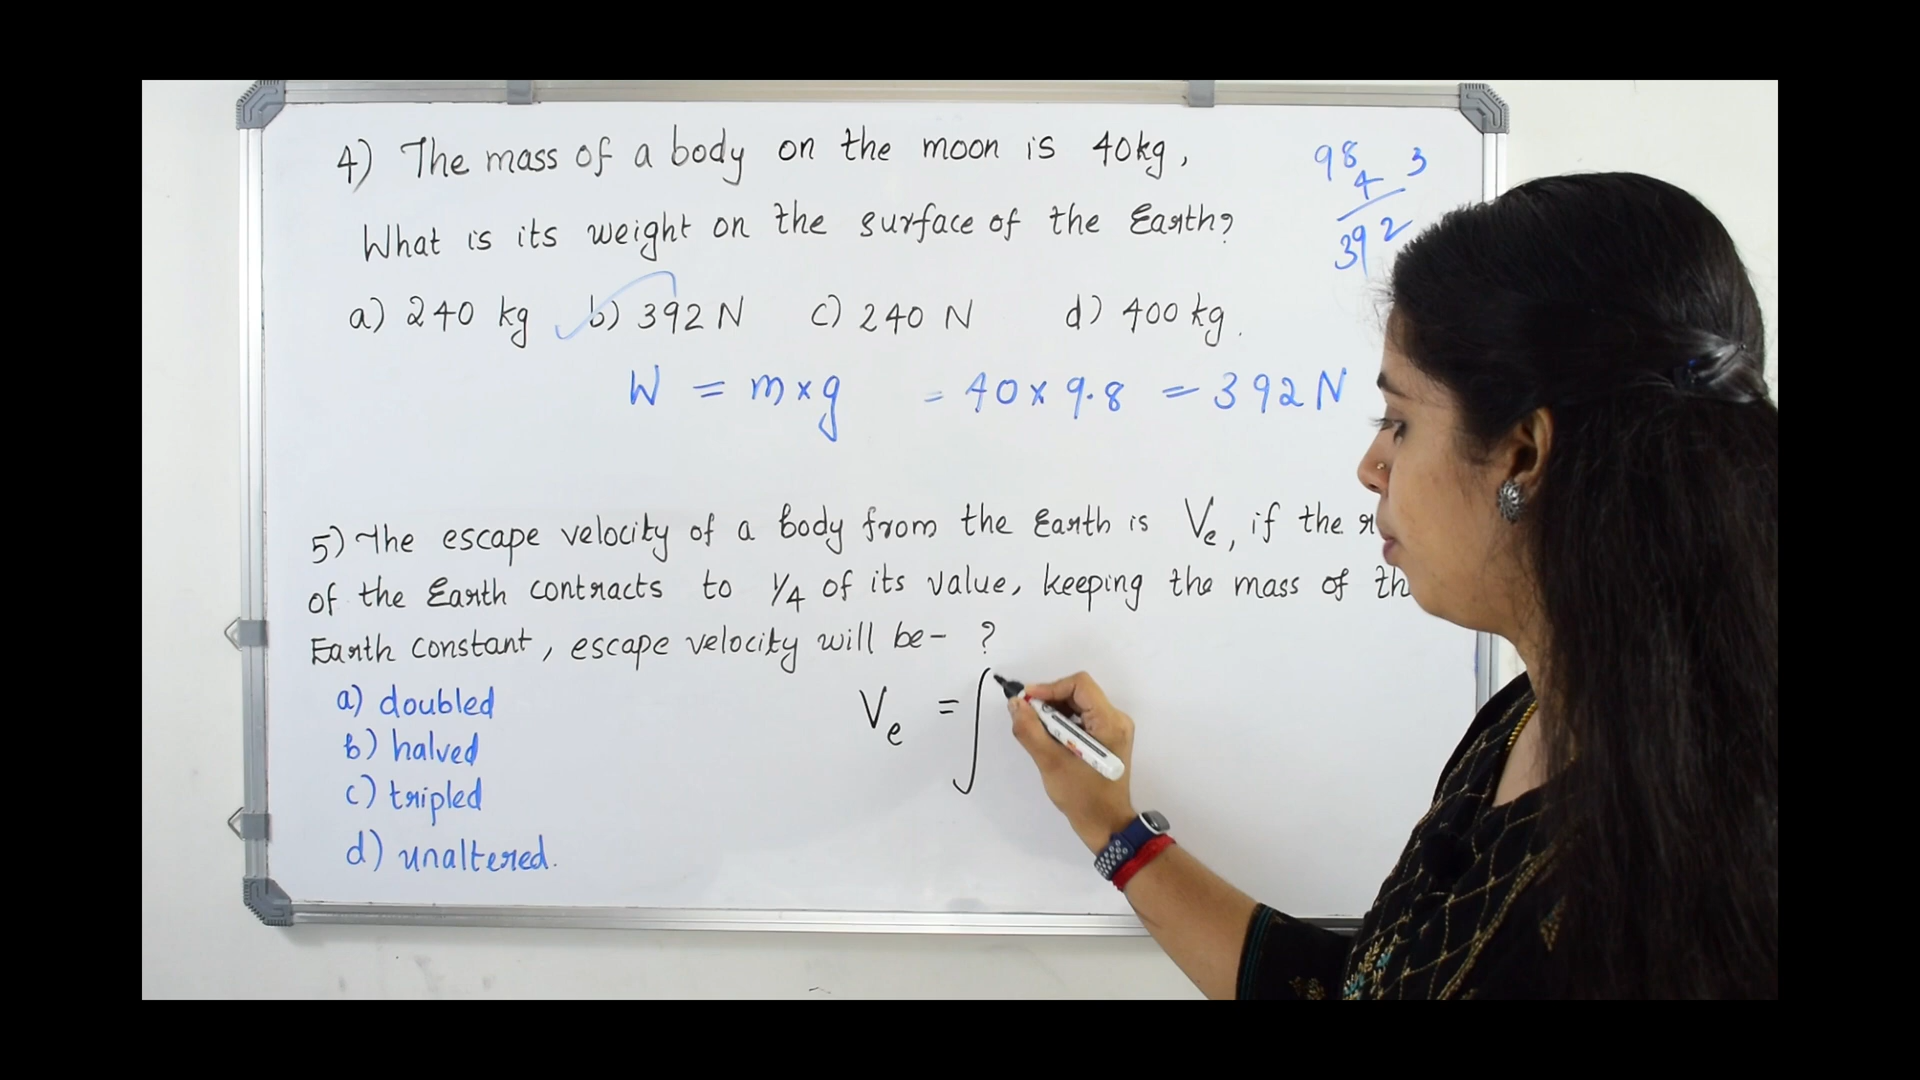 4) The mass of a body on the moon is 40kg,
What is its weight on the surface of the Earth?
a) 240 kg b) 392 N c) 240 N d) 400 kg.
W = m x g = 40 x 9.8 = 392 N
98
4 3
392
5) The escape velocity of a body from the Earth is Ve, if the
of the Earth contracts to 1/4 of its value, keeping the mass of
Earth constant, escape velocity will be - ?
a) doubled
b) halved
c) tripled
d) unaltered.
Ve =